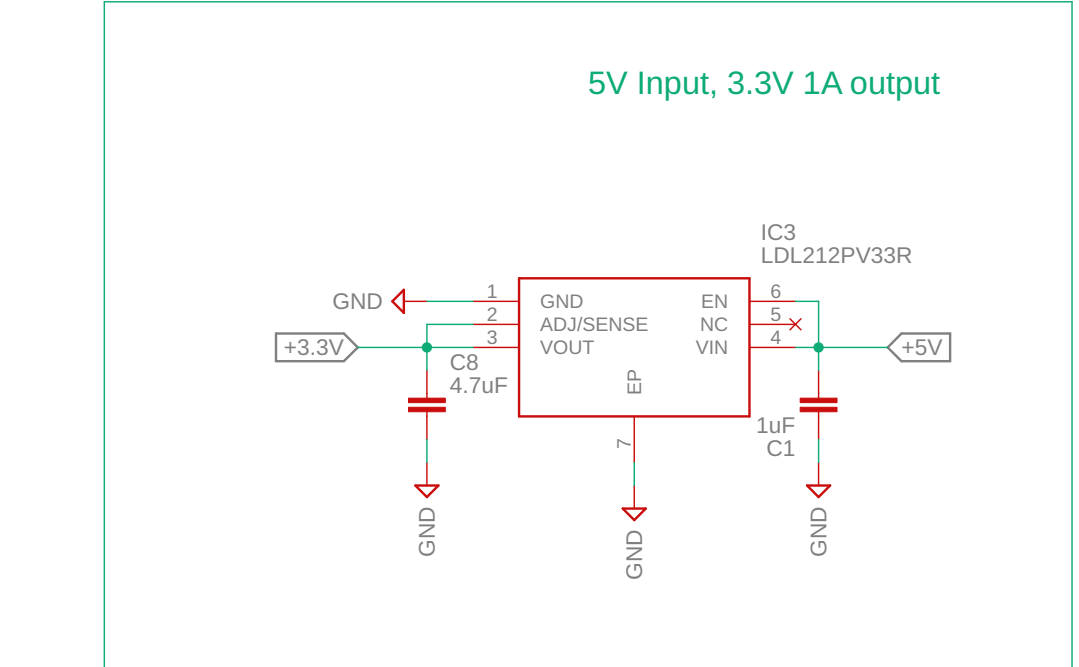 5V Input, 3.3V 1A output
IC3
LDL212PV33R
GND
1
GND
EN
6
2
ADJ/SENSE
NC
5
+3.3V
3
VOUT
VIN
4
+5V
C8
4.7uF
EP
1uF
C1
7
GND
GND
GND